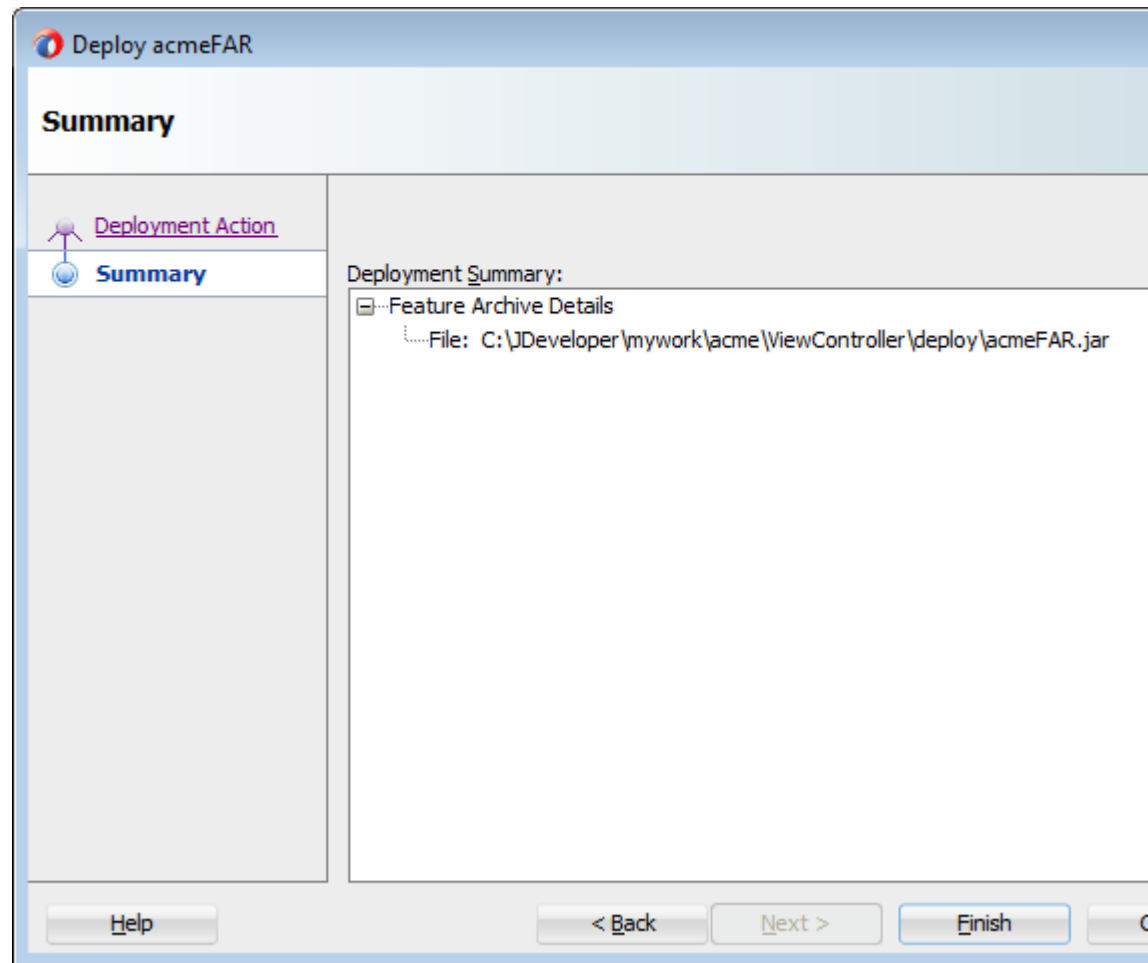 Deploy acmeFAR
Summary
Deployment Action
Summary
Deployment Summary:
Feature Archive Details
File: C:\JDeveloper\mywork\acme\ViewController\deploy\acmeFAR.jar
Help < Back Next > Finish